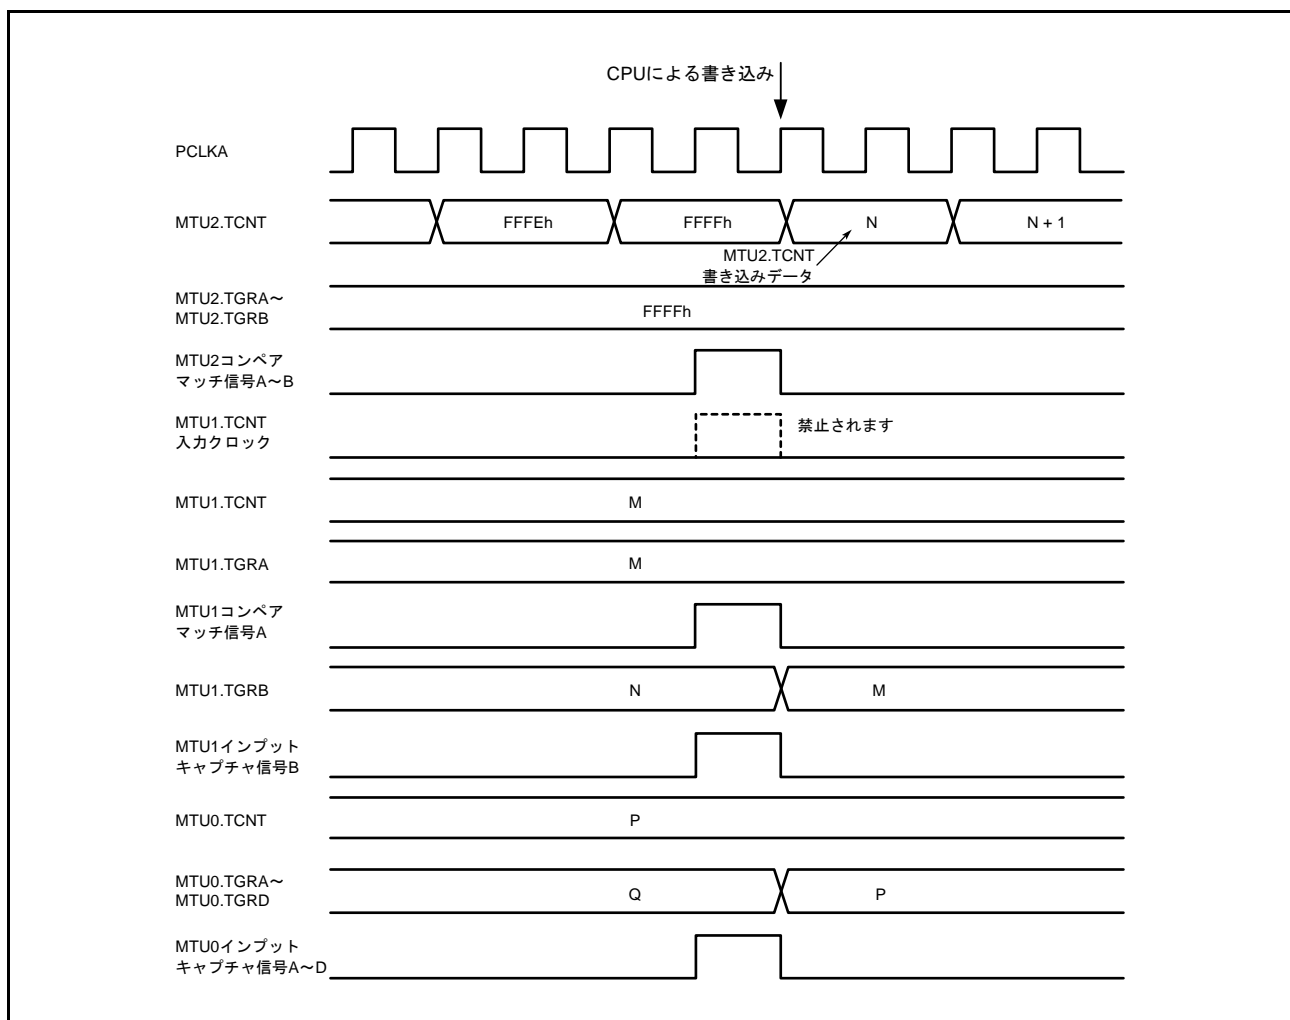 CPUによる書き込み
PCLKA
MTU2.TCNT
FFFEh
FFFFh
N
N + 1
MTU2.TCNT
書き込みデータ
MTU2.TGRA～
MTU2.TGRB
FFFFh
MTU2コンペア
マッチ信号A～B
MTU1.TCNT
入力クロック
禁止されます
MTU1.TCNT
M
MTU1.TGRA
M
MTU1コンペア
マッチ信号A
MTU1.TGRB
N
M
MTU1インプット
キャプチャ信号B
MTU0.TCNT
P
MTU0.TGRA～
MTU0.TGRD
Q
P
MTU0インプット
キャプチャ信号A～D